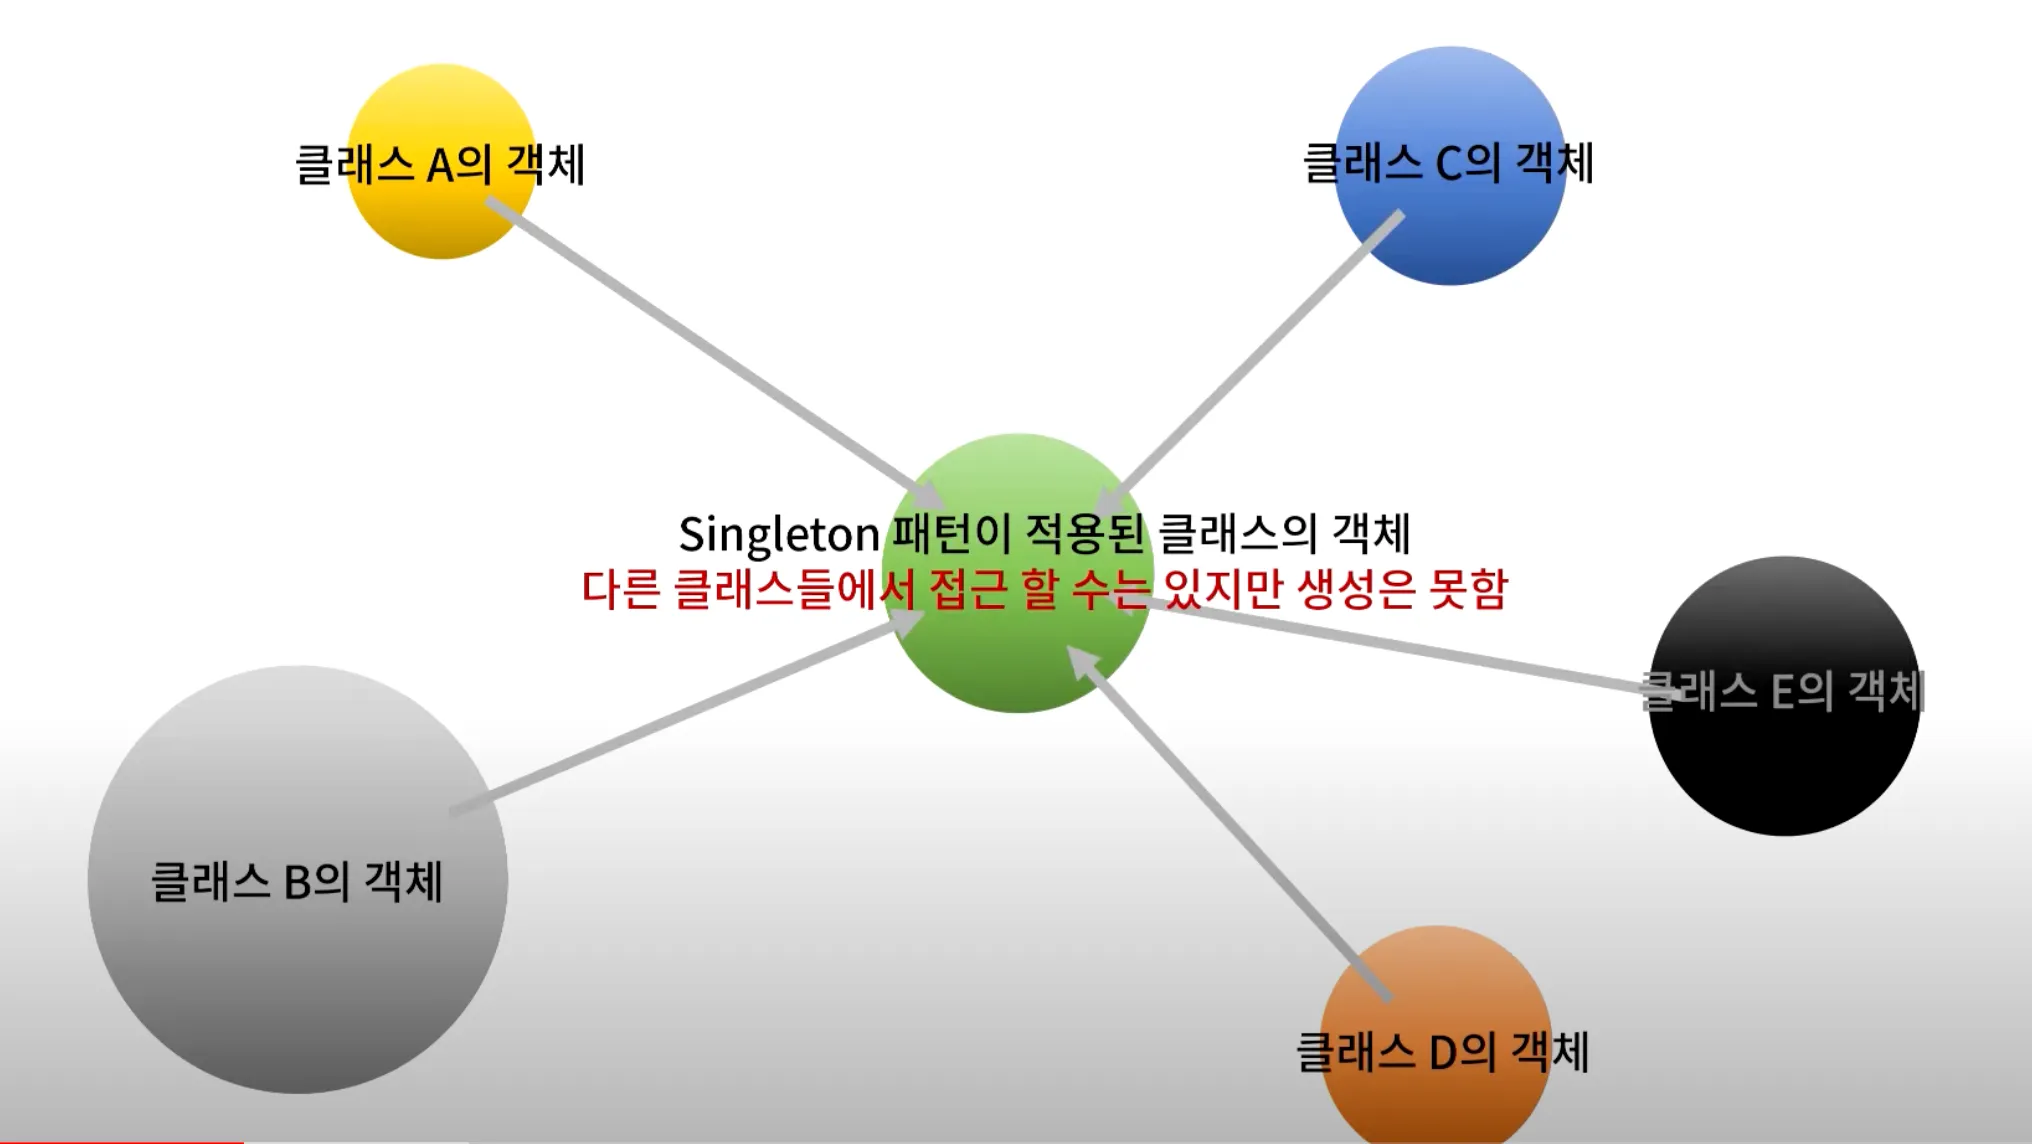 클래스 A의 객체
클래스 C의 객체
Singleton 패턴이 적용된 클래스의 객체
다른 클래스들에서 접근 할 수는 있지만 생성은 못함
클래스 E의 객체
클래스 B의 객체
클래스 D의 객체